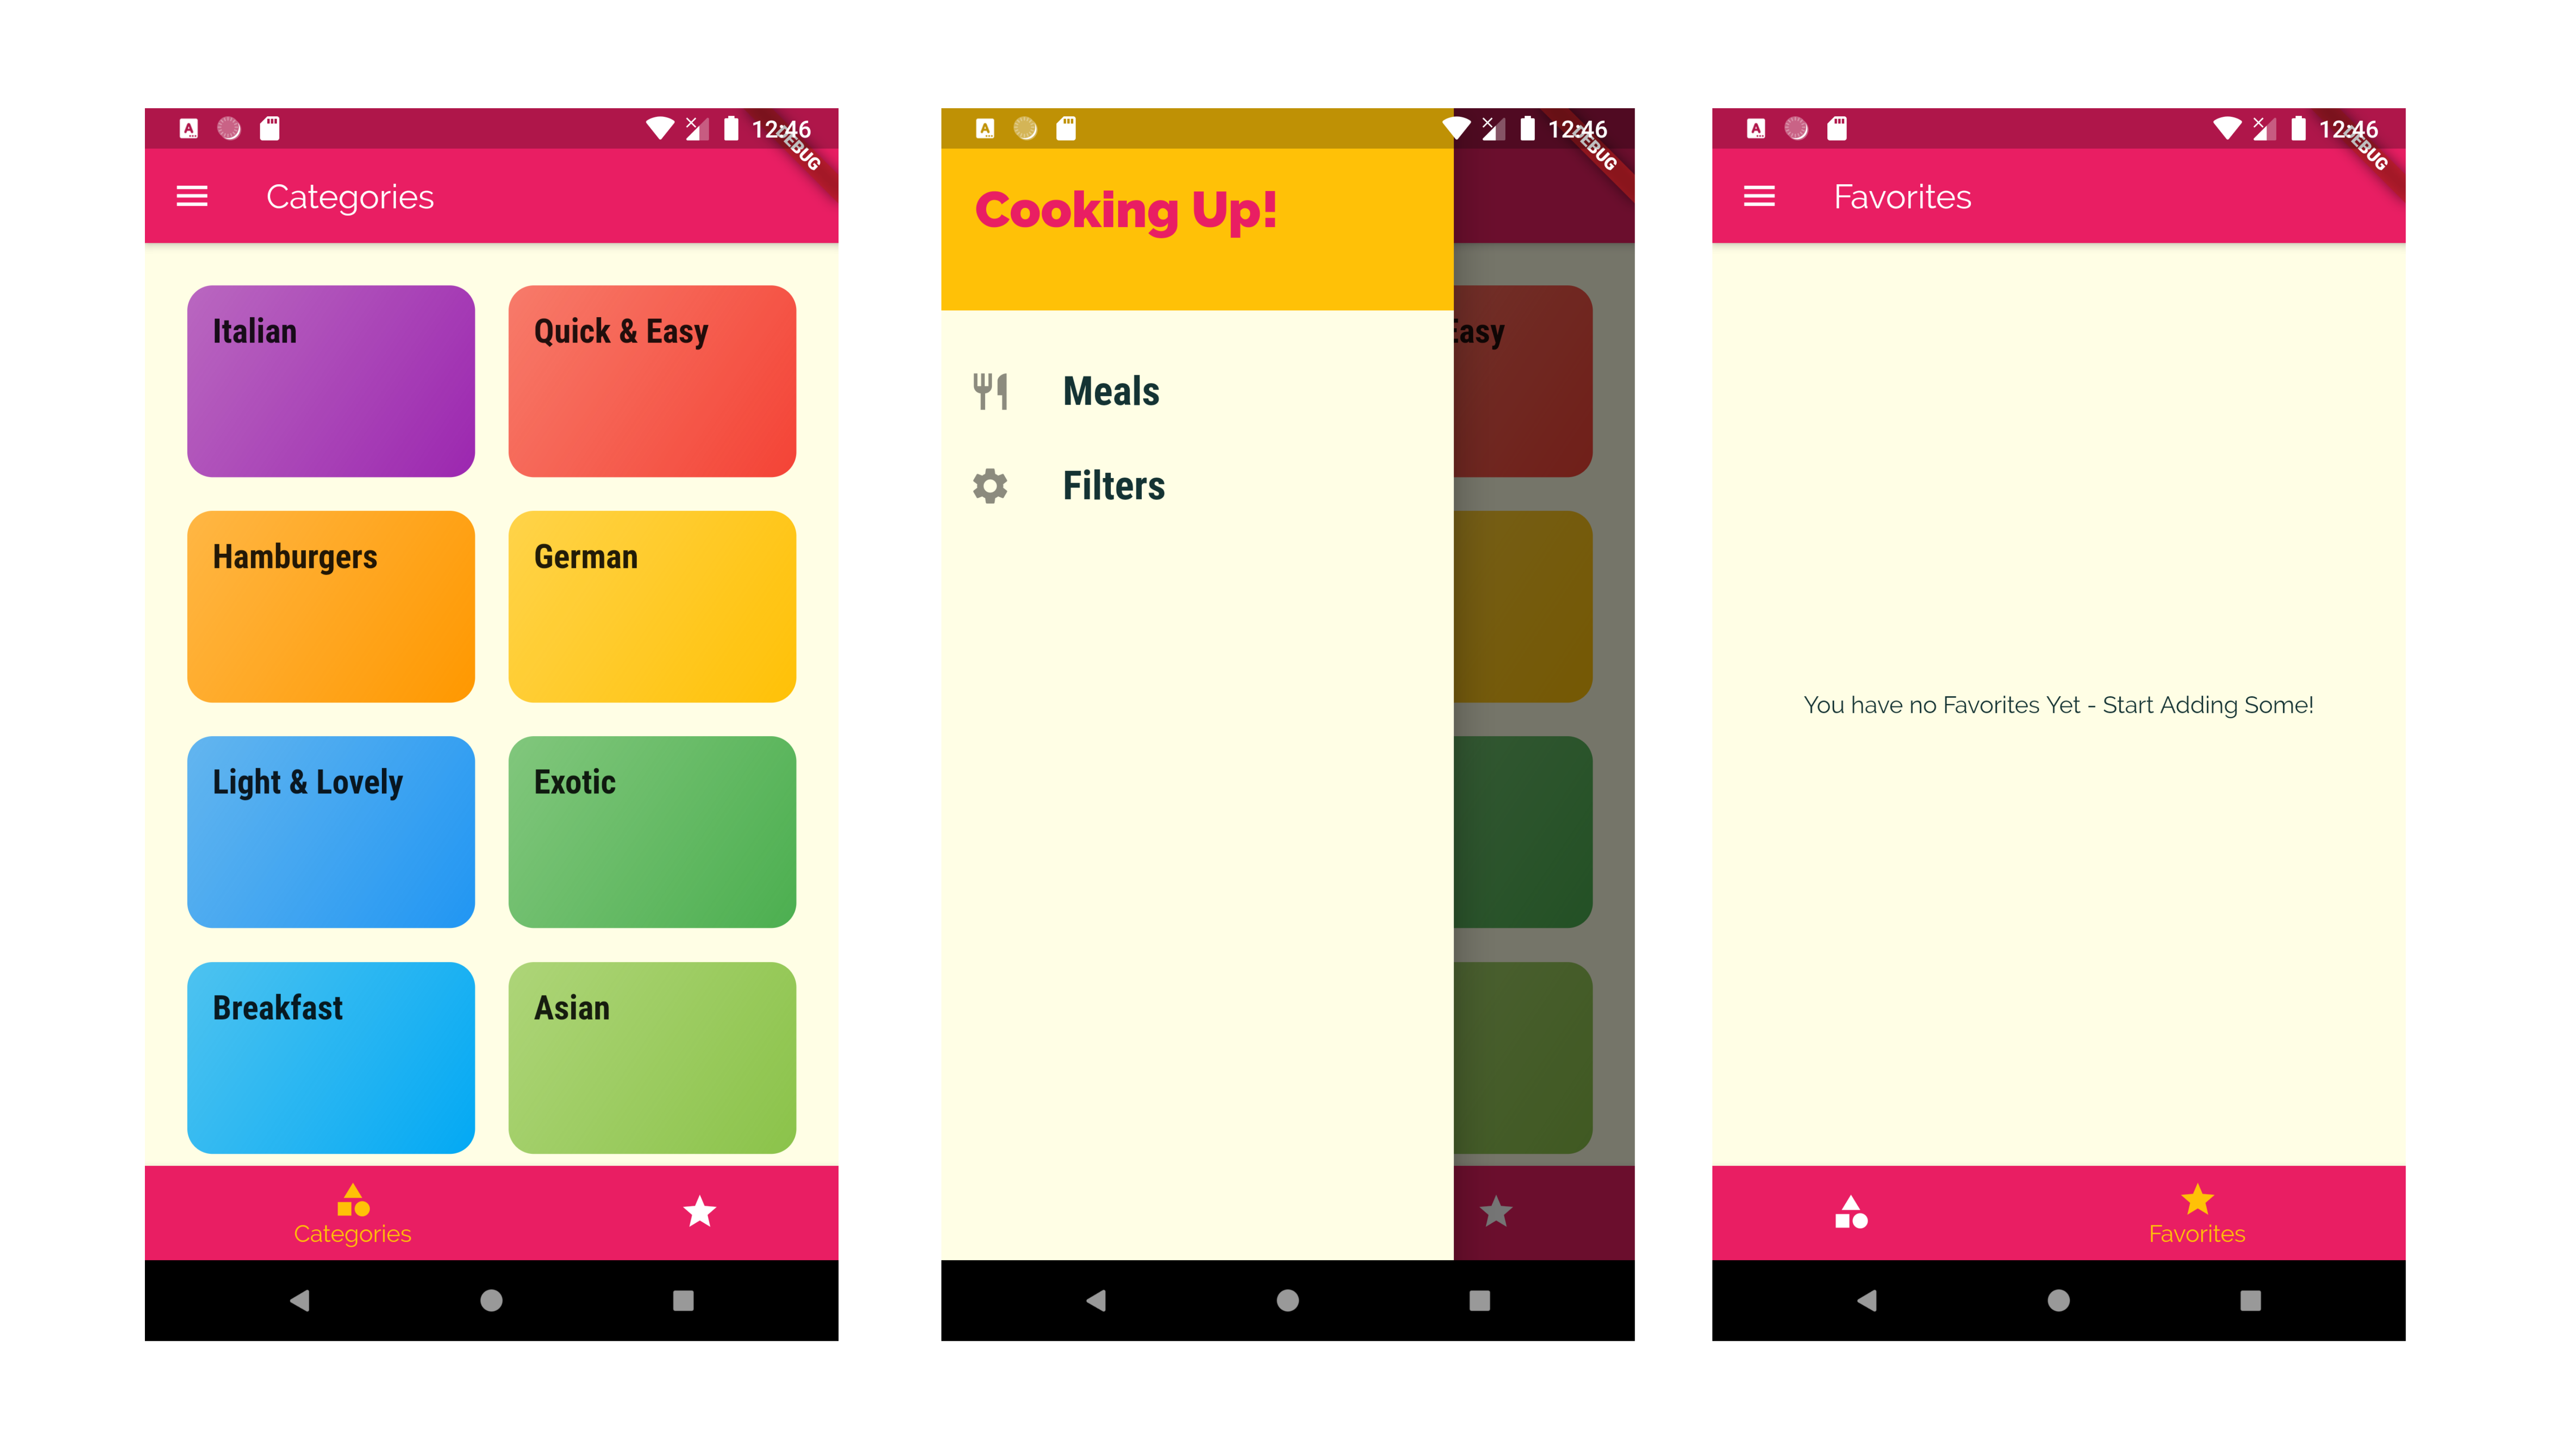 12:46
DEBUG
Categories
Italian
Quick & Easy
Hamburgers
German
Light & Lovely
Exotic
Breakfast
Asian
Categories
12:46
DEBUG
Cooking Up!
Easy
Meals
Filters
12:46
DEBUG
Favorites
You have no Favorites Yet - Start Adding Some!
Favorites